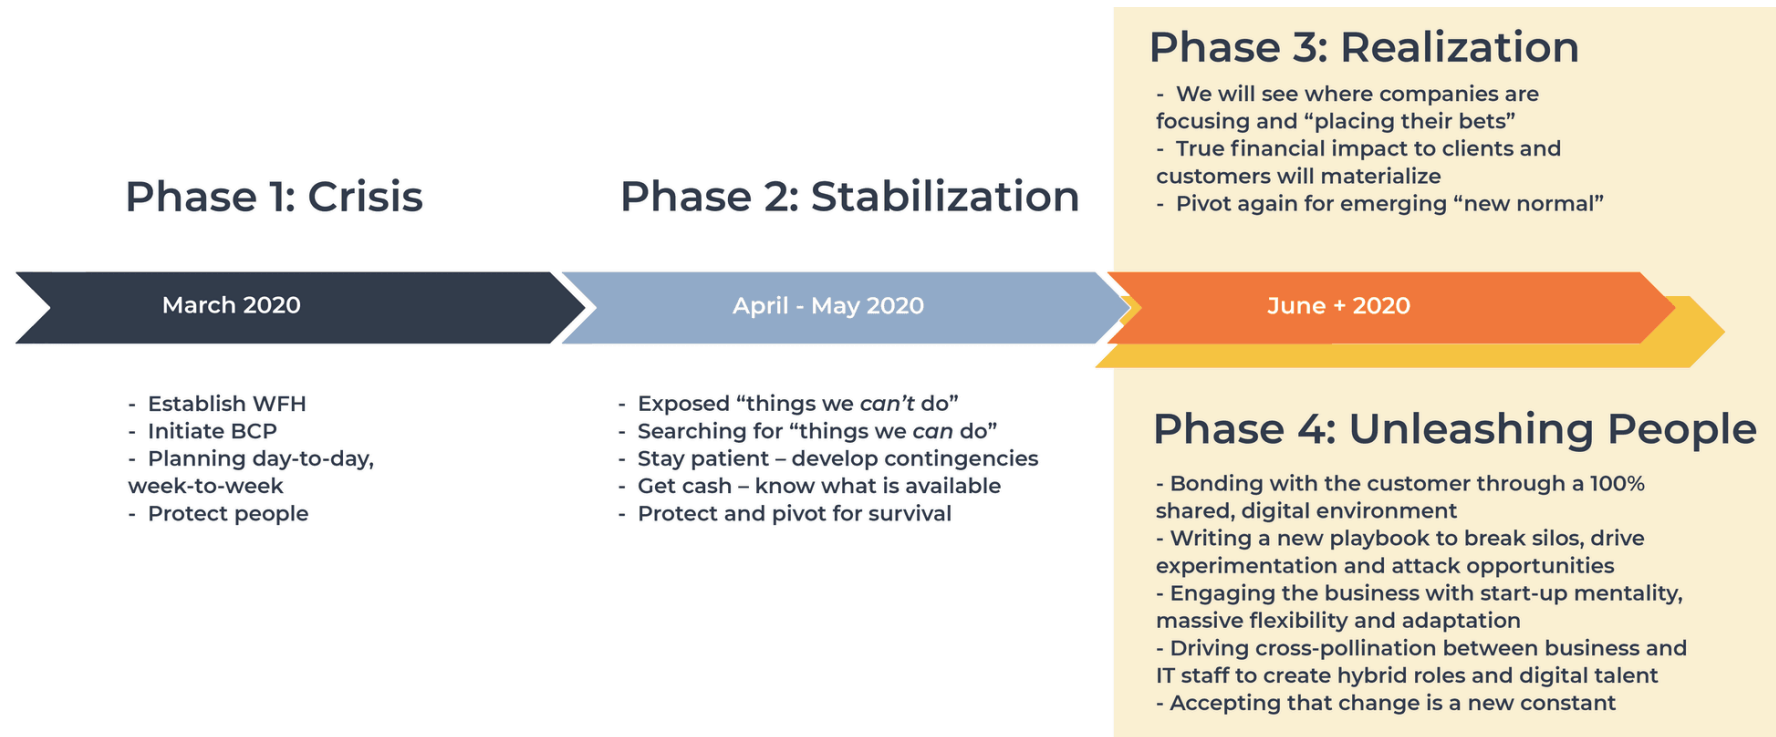 Phase 1: Crisis
March 2020
-  Establish WFH
-  Initiate BCP
-  Planning day-to-day,
week-to-week
-  Protect people
Phase 2: Stabilization
April - May 2020
-  Exposed “things we can’t do”
-  Searching for “things we can do”
-  Stay patient – develop contingencies
-  Get cash – know what is available
-  Protect and pivot for survival
Phase 3: Realization
-  We will see where companies are
focusing and “placing their bets”
-  True financial impact to clients and
customers will materialize
-  Pivot again for emerging “new normal”
June + 2020
Phase 4: Unleashing People
- Bonding with the customer through a 100%
shared, digital environment
- Writing a new playbook to break silos, drive
experimentation and attack opportunities
- Engaging the business with start-up mentality,
massive flexibility and adaptation
- Driving cross-pollination between business and
IT staff to create hybrid roles and digital talent
- Accepting that change is a new constant